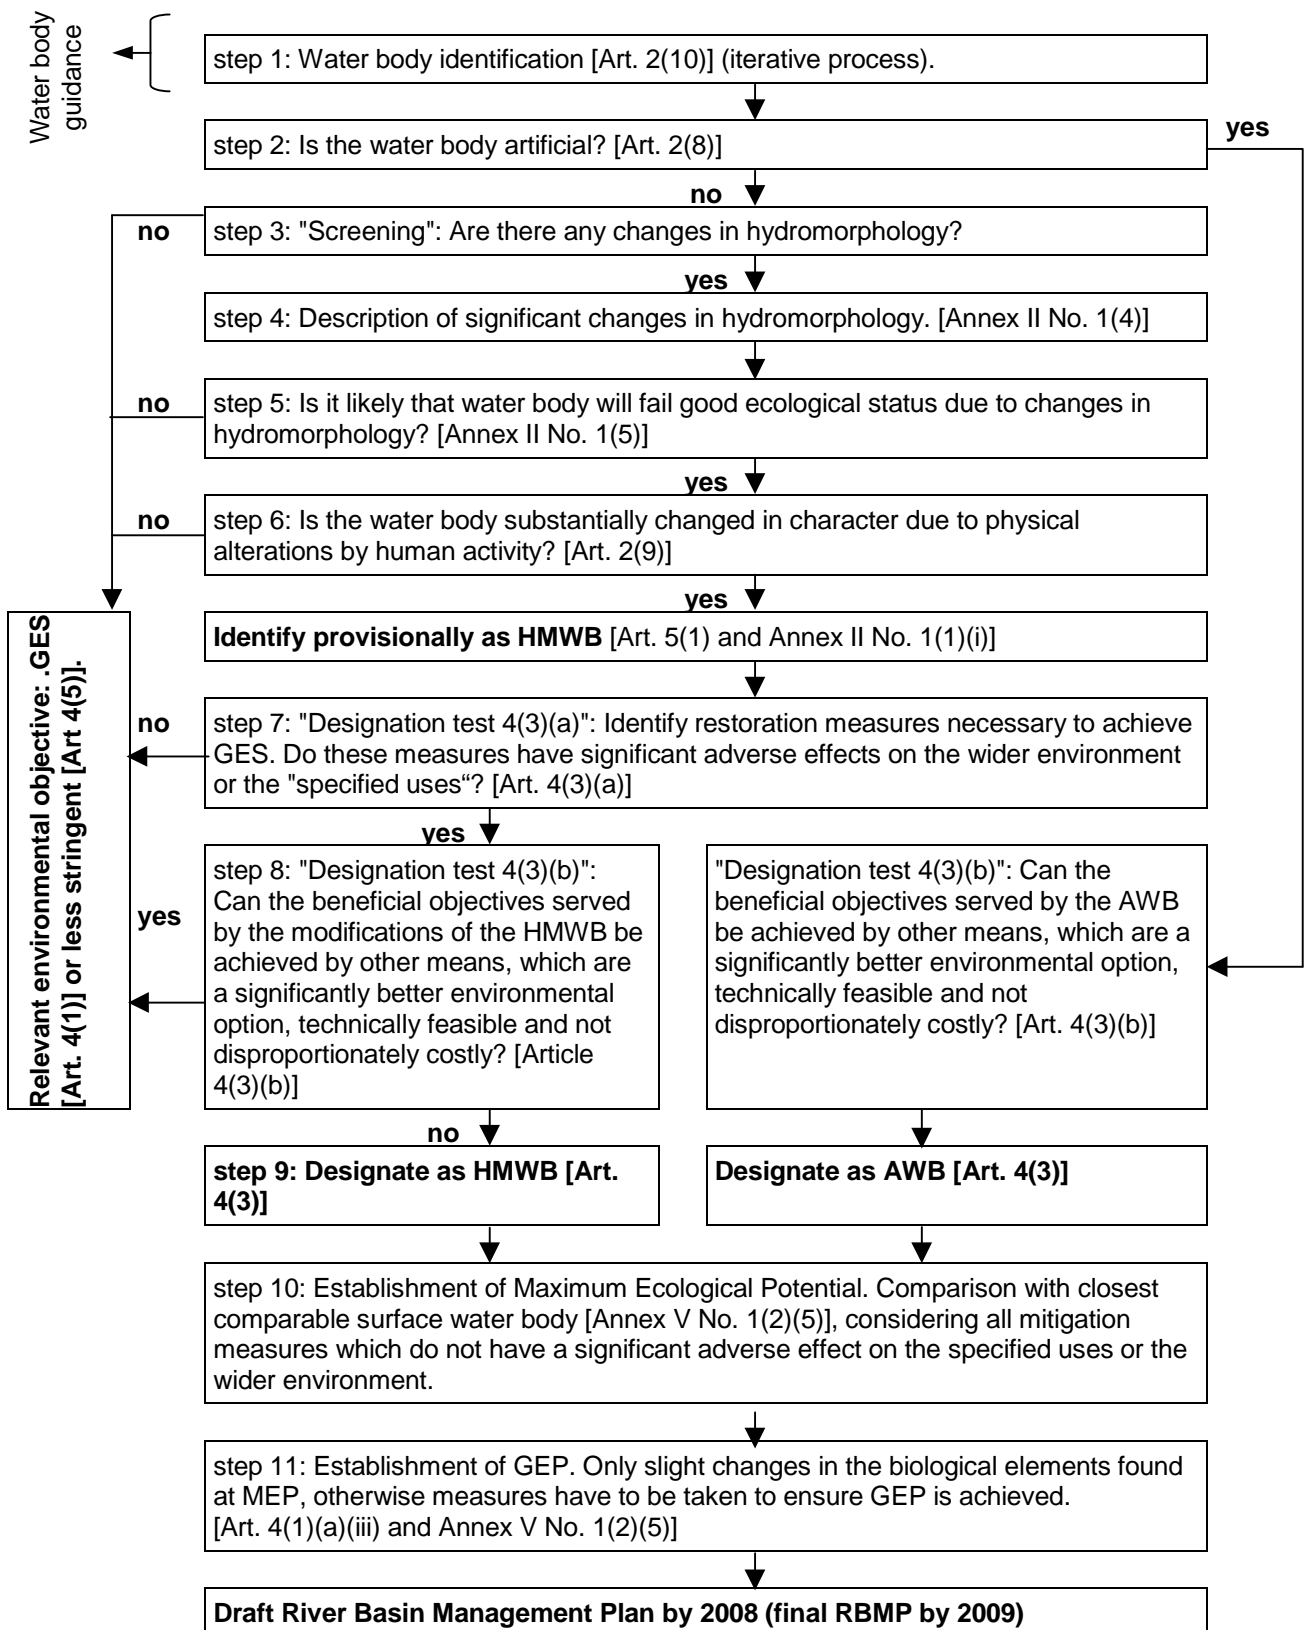 Water body
guidance
step 1: Water body identification [Art. 2(10)] (iterative process).
step 2: Is the water body artificial? [Art. 2(8)]
yes
no
no
step 3: "Screening": Are there any changes in hydromorphology?
yes
step 4: Description of significant changes in hydromorphology. [Annex II No. 1(4)]
no
step 5: Is it likely that water body will fail good ecological status due to changes in
hydromorphology? [Annex II No. 1(5)]
yes
no
step 6: Is the water body substantially changed in character due to physical
alterations by human activity? [Art. 2(9)]
yes
Identify provisionally as HMWB [Art. 5(1) and Annex II No. 1(1)(i)]
Relevant environmental objective: .GES
[Art. 4(1)] or less stringent [Art 4(5)].
no
step 7: "Designation test 4(3)(a)": Identify restoration measures necessary to achieve
GES. Do these measures have significant adverse effects on the wider environment
or the "specified uses“? [Art. 4(3)(a)]
yes
yes
step 8: "Designation test 4(3)(b)":
Can the beneficial objectives served
by the modifications of the HMWB be
achieved by other means, which are
a significantly better environmental
option, technically feasible and not
disproportionately costly? [Article
4(3)(b)]
"Designation test 4(3)(b)": Can the
beneficial objectives served by the AWB
be achieved by other means, which are a
significantly better environmental option,
technically feasible and not
disproportionately costly? [Art. 4(3)(b)]
no
step 9: Designate as HMWB [Art.
4(3)]
Designate as AWB [Art. 4(3)]
step 10: Establishment of Maximum Ecological Potential. Comparison with closest
comparable surface water body [Annex V No. 1(2)(5)], considering all mitigation
measures which do not have a significant adverse effect on the specified uses or the
wider environment.
step 11: Establishment of GEP. Only slight changes in the biological elements found
at MEP, otherwise measures have to be taken to ensure GEP is achieved.
[Art. 4(1)(a)(iii) and Annex V No. 1(2)(5)]
Draft River Basin Management Plan by 2008 (final RBMP by 2009)